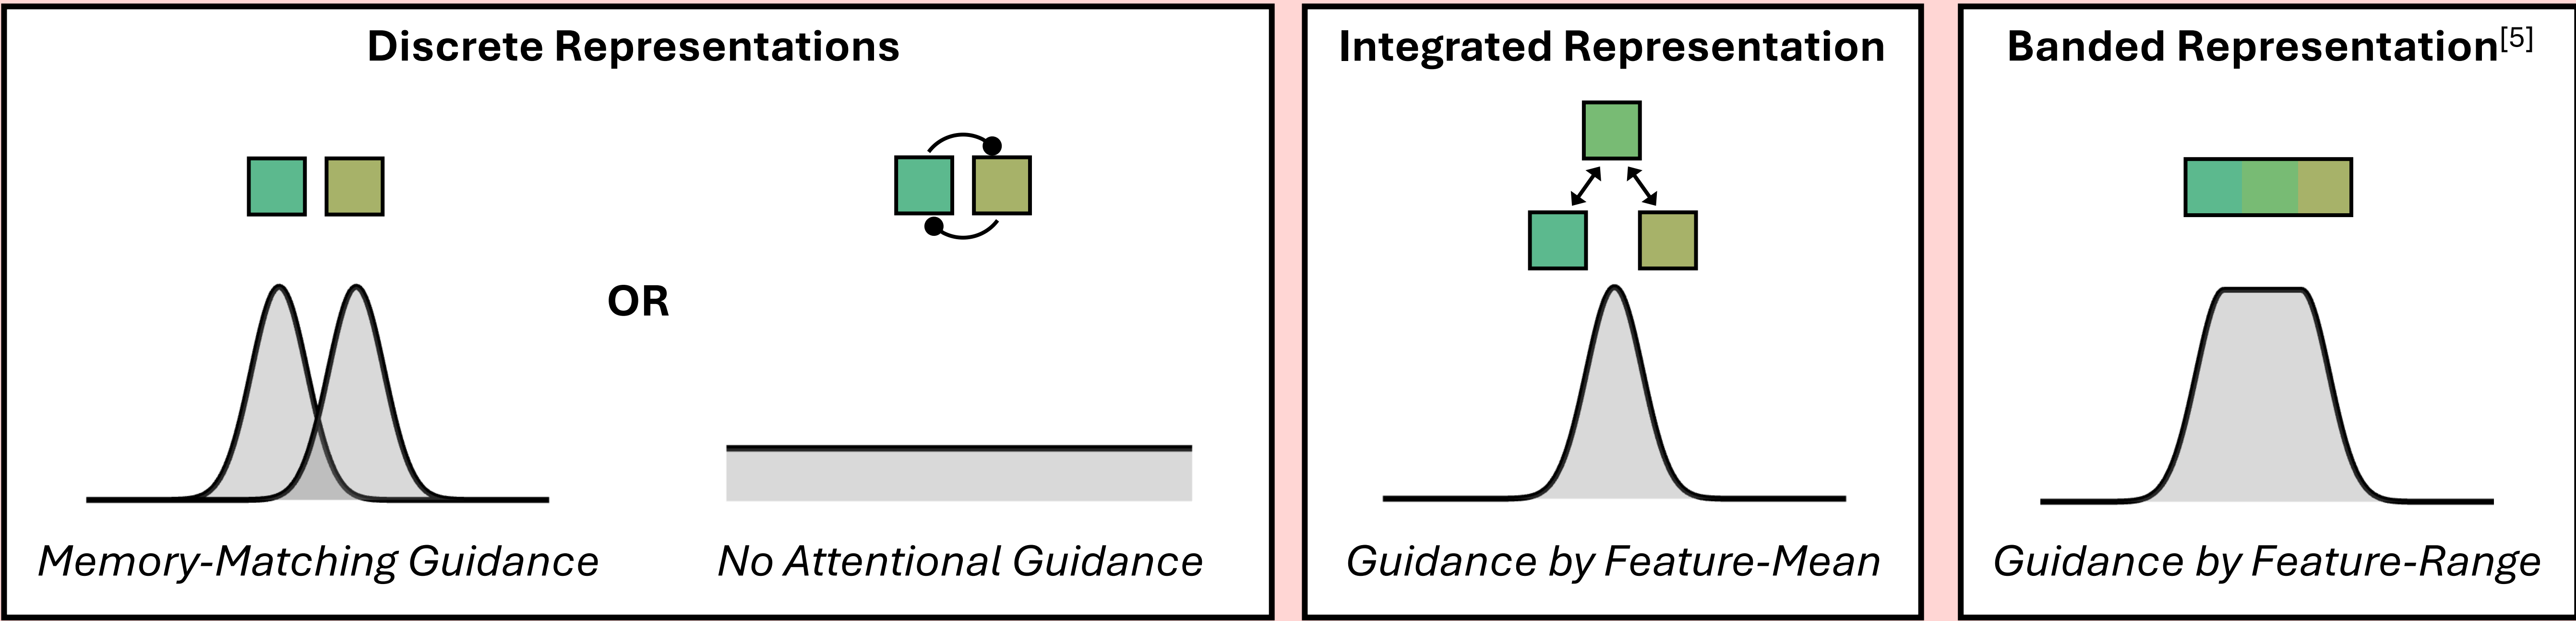 Discrete Representations
OR
Memory-Matching Guidance
No Attentional Guidance
Integrated Representation
Guidance by Feature-Mean
Banded Representation[5]
Guidance by Feature-Range